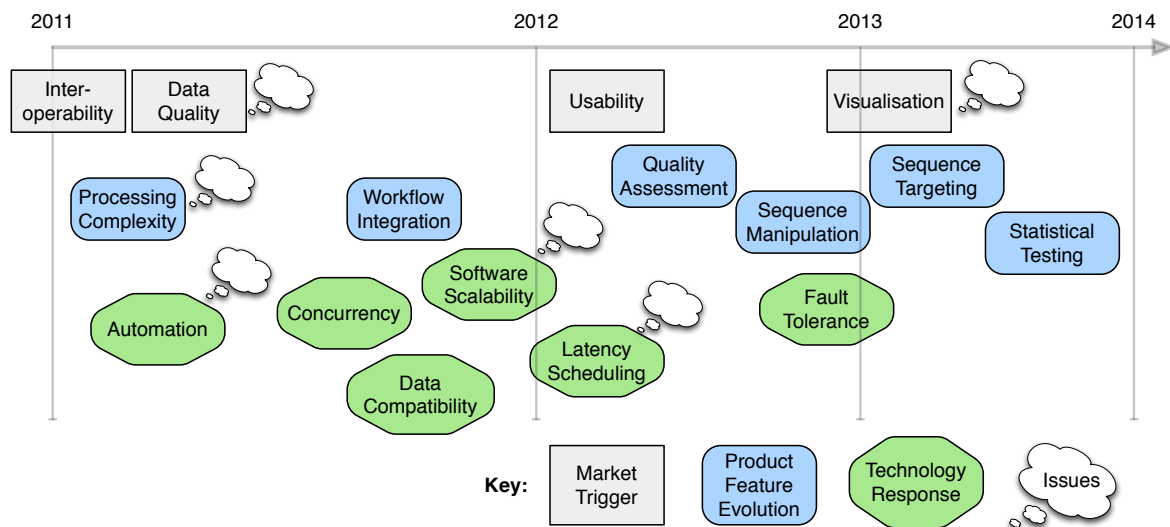 2011
2012
2013
2014
Inter-
operability
Data
Quality
Usability
Visualisation
Processing
Complexity
Workflow
Integration
Quality
Assessment
Sequence
Manipulation
Sequence
Targeting
Statistical
Testing
Automation
Concurrency
Software
Scalability
Data
Compatibility
Latency
Scheduling
Fault
Tolerance
Key:
Market
Trigger
Product
Feature
Evolution
Technology
Response
Issues